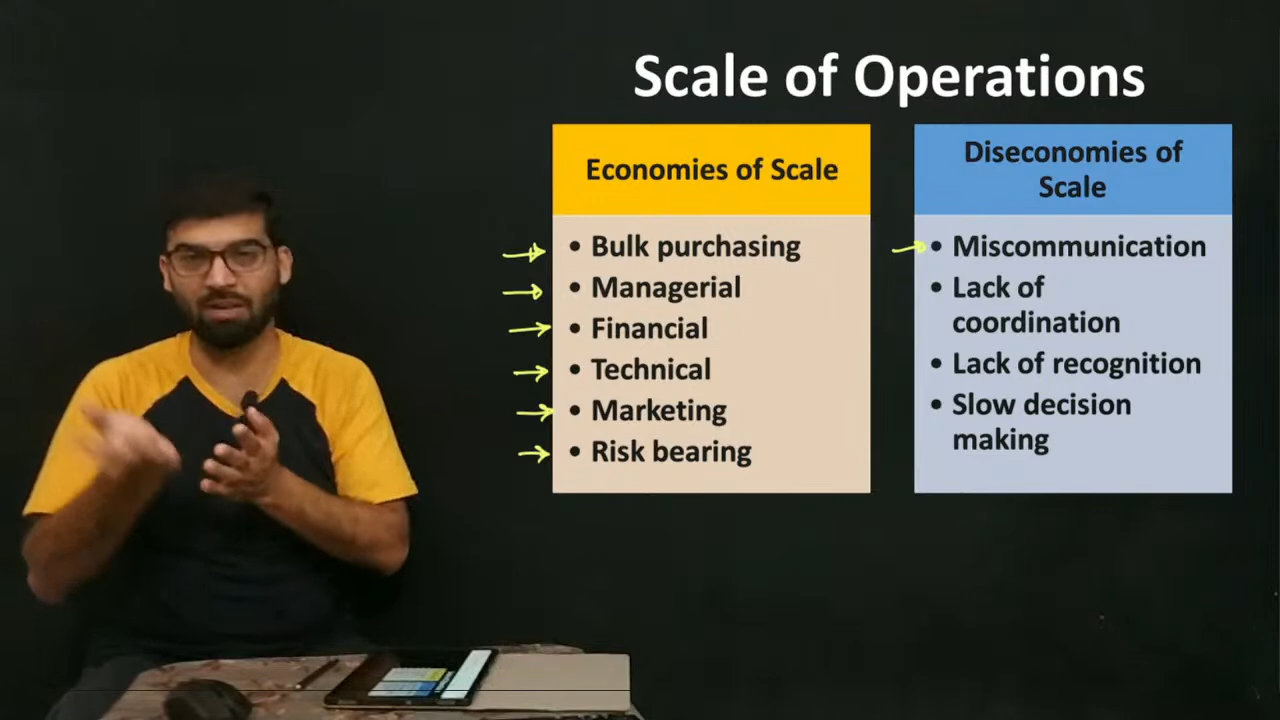 Scale of Operations
Economies of Scale
• Bulk purchasing
• Managerial
• Financial
• Technical
• Marketing
• Risk bearing
Diseconomies of
Scale
• Miscommunication
• Lack of
coordination
• Lack of recognition
• Slow decision
making